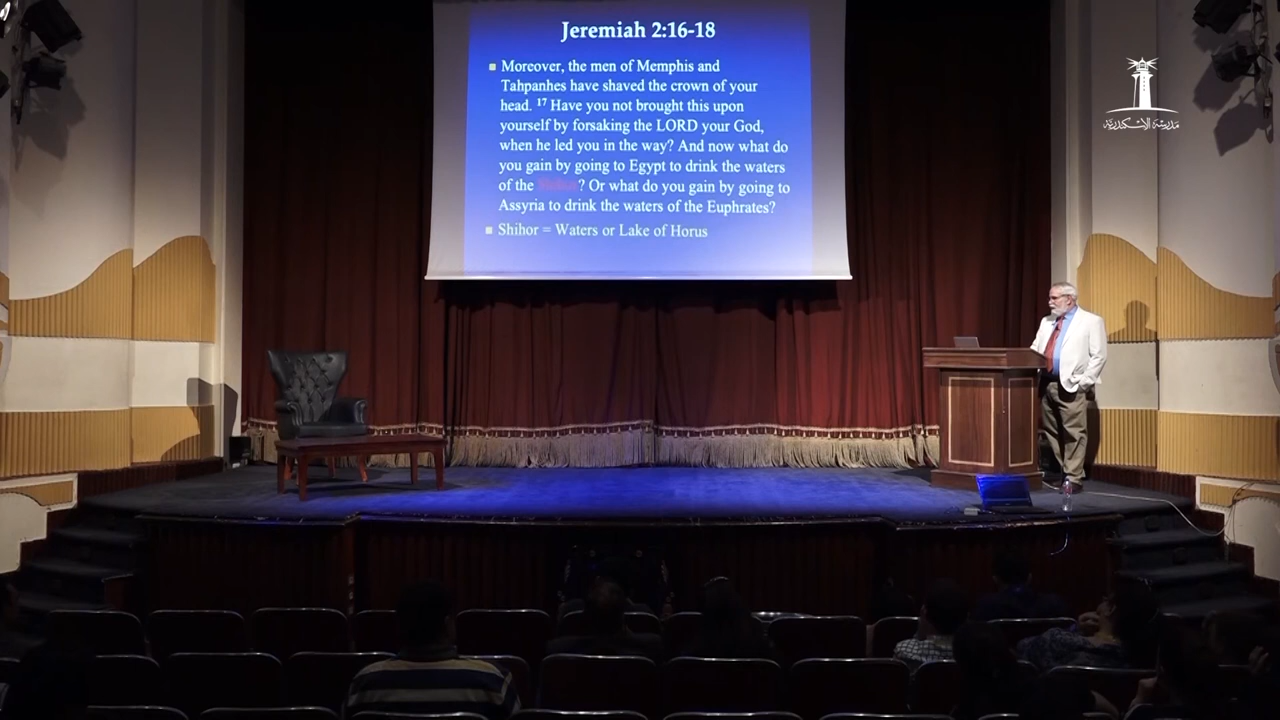 Jeremiah 2:16-18
Moreover, the men of Memphis and
Tahpanhes have shaved the crown of your
head. ¹⁷ Have you not brought this upon
yourself by forsaking the LORD your God,
when he led you in the way? And now what do
you gain by going to Egypt to drink the waters
of the ? Or what do you gain by going to
Assyria to drink the waters of the Euphrates?
Shihor = Waters or Lake of Horus
مدرسة الإسكندرية